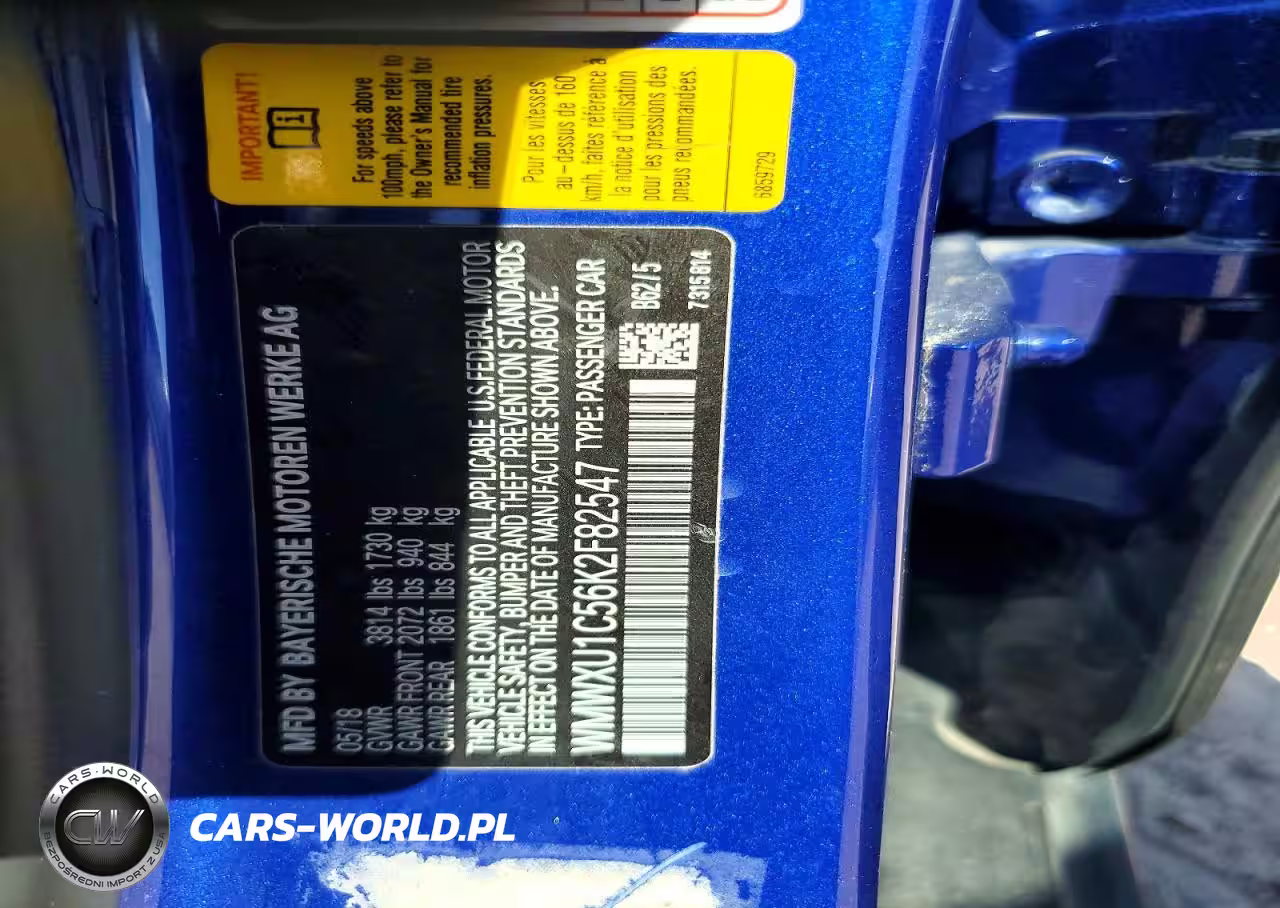 IMPORTANT!
For speeds above
100mph, please refer to
the Owner's Manual for
recommended tire
inflation pressures.
Pour les vitesses
au-dessus de 160
km/h, faites référence à
la notice d'utilisation
pour les pressions des
pneus recommandées.
6859729
MFD BY BAYERISCHE MOTOREN WERKE AG
05/18
GVWR 3814 lbs 1730 kg
GAWR FRONT 2072 lbs 940 kg
GAWR REAR 1861 lbs 844 kg
THIS VEHICLE CONFORMS TO ALL APPLICABLE U.S. FEDERAL MOTOR
VEHICLE SAFETY, BUMPER AND THEFT PREVENTION STANDARDS
IN EFFECT ON THE DATE OF MANUFACTURE SHOWN ABOVE.
WMWXU1C56K2F82547 TYPE: PASSENGER CAR
B62/5
7315814
CARS-WORLD
CW
BEZPOŚREDNI IMPORT Z USA
CARS-WORLD.PL